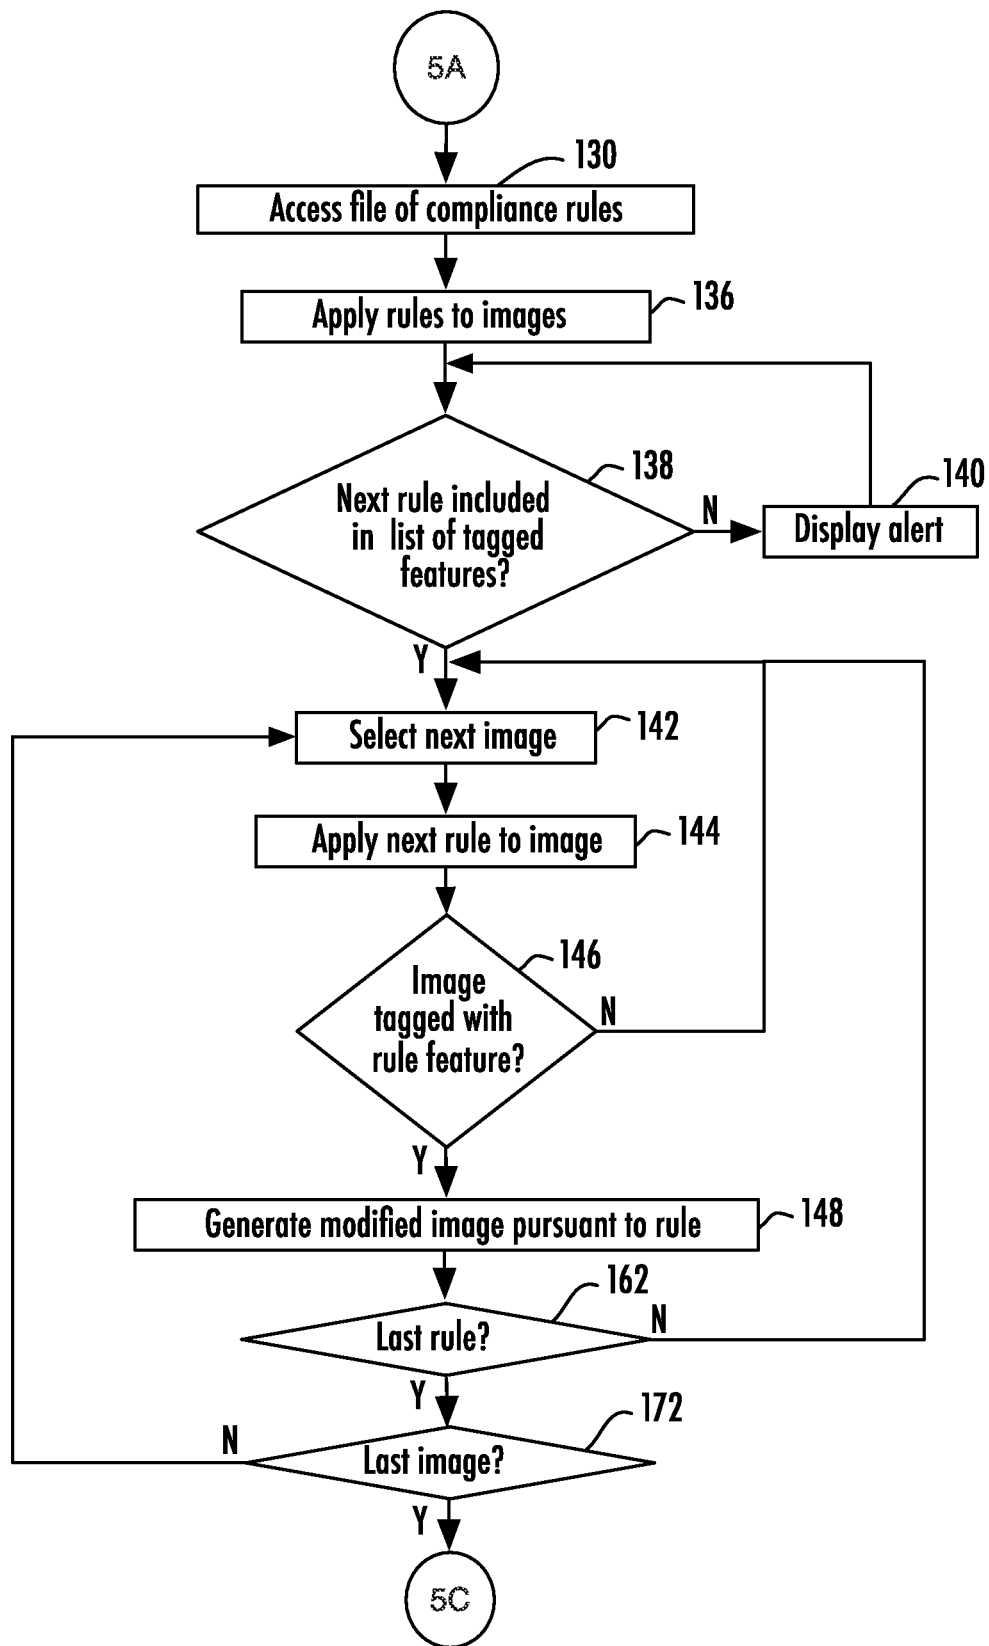 5A
130
Access file of compliance rules
136
Apply rules to images
138
140
Next rule included
in list of tagged
features?
N
Display alert
Y
142
Select next image
144
Apply next rule to image
146
Image
tagged with
rule feature?
N
Y
148
Generate modified image pursuant to rule
162
Last rule?
N
Y
172
N
Last image?
Y
5C